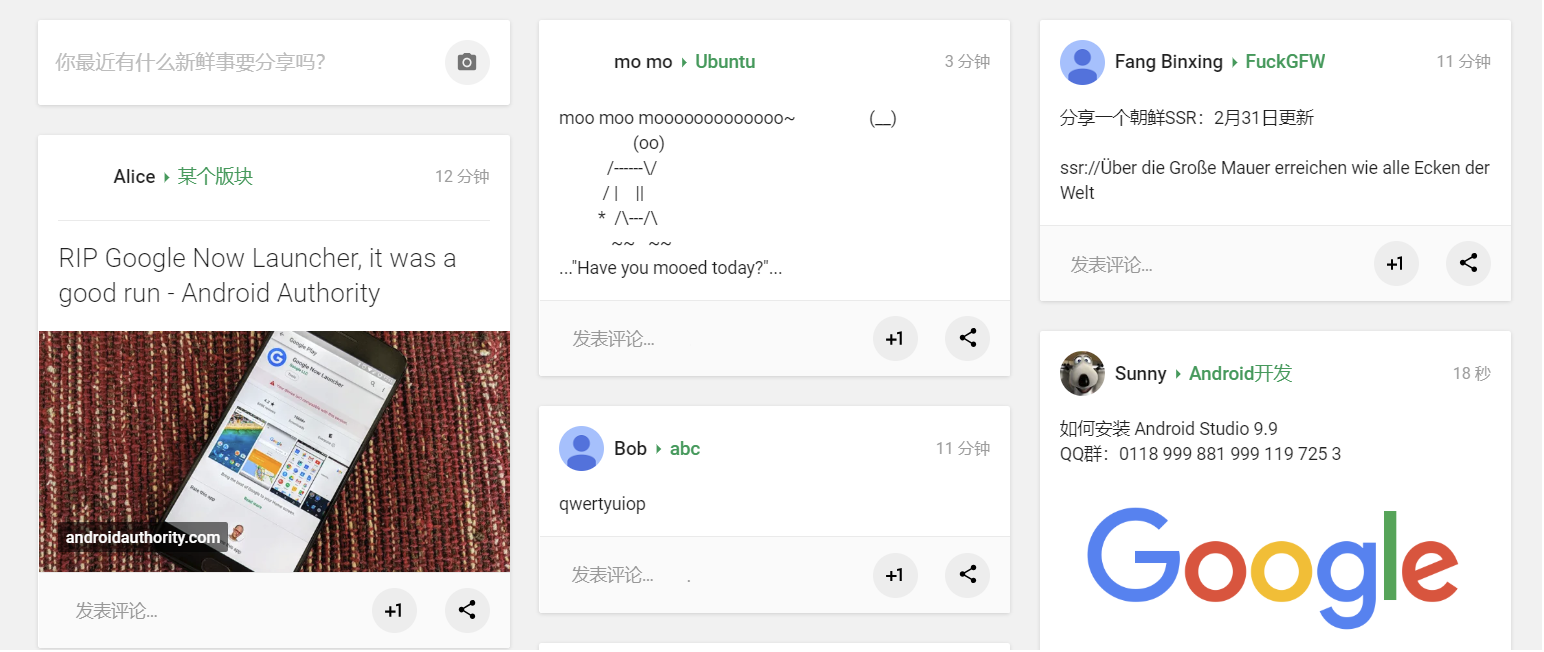 你最近有什么新鲜事要分享吗?
Alice 某个版块 12 分钟
RIP Google Now Launcher, it was a
good run - Android Authority
Google Play
Google Now Launcher
androidauthority.com
发表评论... +1
mo mo Ubuntu 3 分钟
moo moo mooooooooooooo~ (__)
(oo)
/------\/
/ | ||
* /\---/\
~~ ~~
..."Have you mooed today?"...
发表评论... +1
Bob abc 11 分钟
qwertyuiop
发表评论... . +1
Fang Binxing FuckGFW 11 分钟
分享一个朝鲜SSR：2月31日更新
ssr://Über die Große Mauer erreichen wie alle Ecken der
Welt
发表评论... +1
Sunny Android开发 18 秒
如何安装 Android Studio 9.9
QQ群：0118 999 881 999 119 725 3
Google